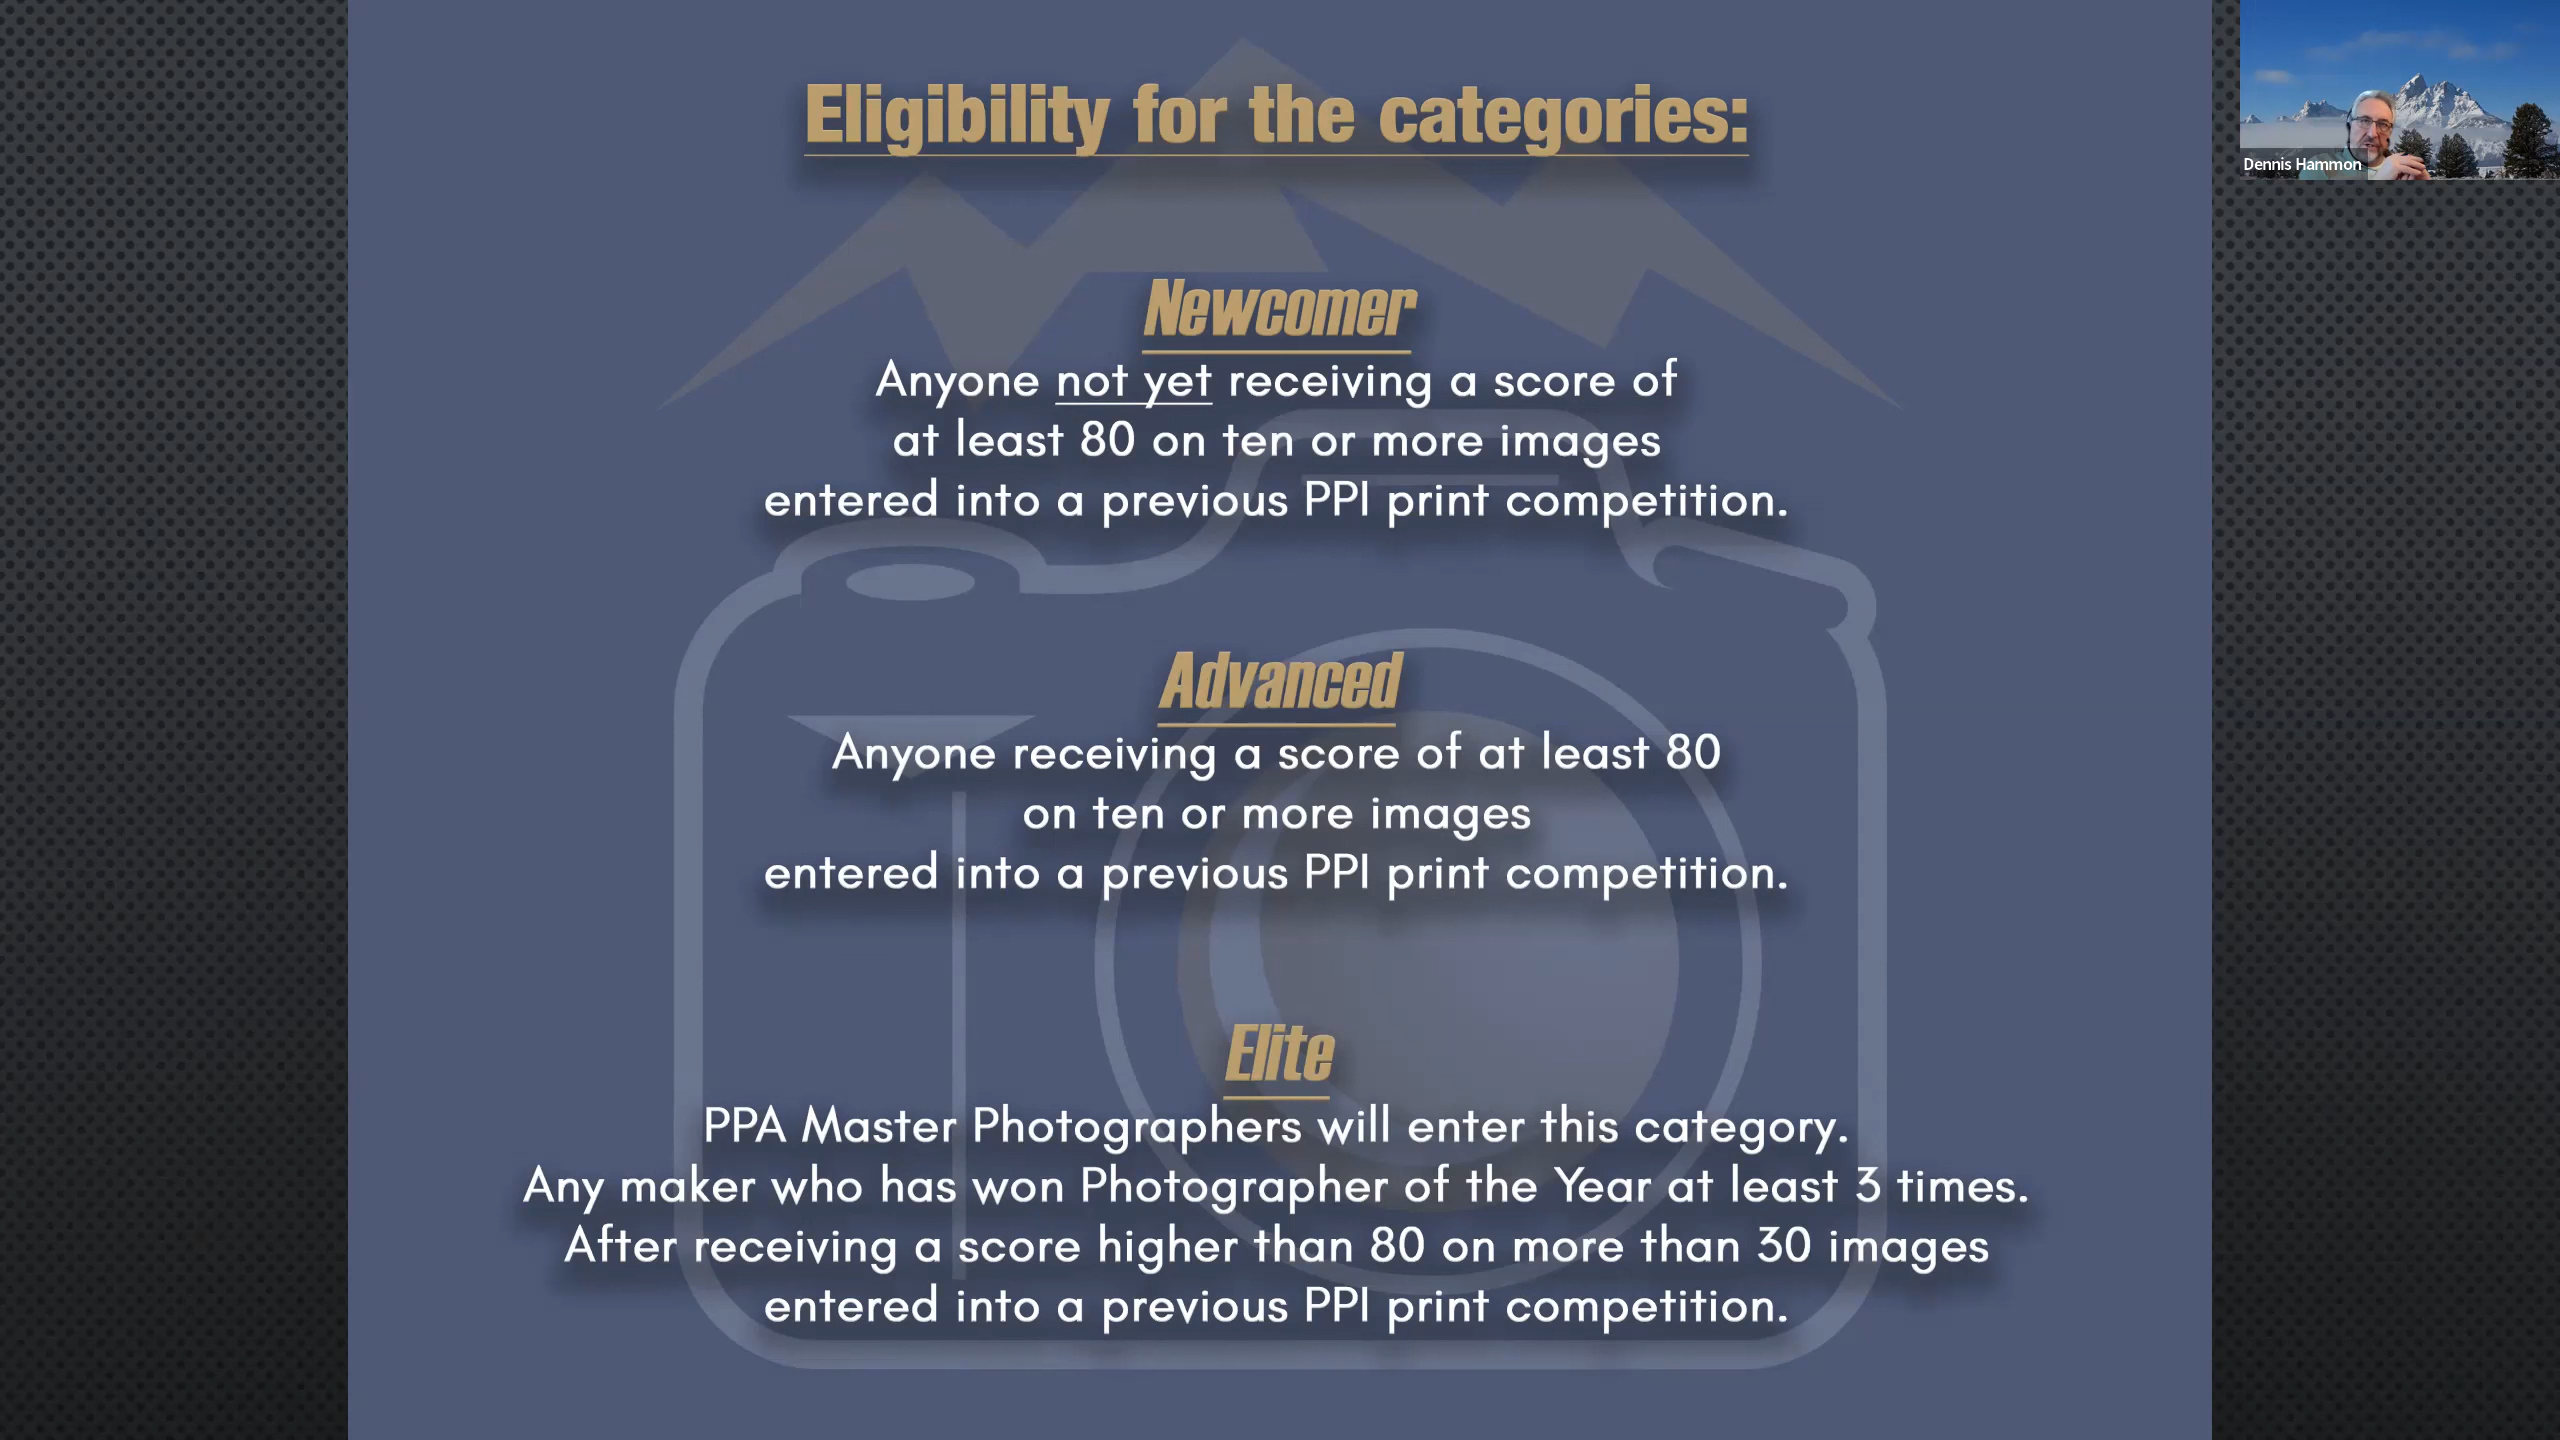 Eligibility for the categories:
Newcomer
Anyone not yet receiving a score of
at least 80 on ten or more images
entered into a previous PPI print competition.
Advanced
Anyone receiving a score of at least 80
on ten or more images
entered into a previous PPI print competition.
Elite
PPA Master Photographers will enter this category.
Any maker who has won Photographer of the Year at least 3 times.
After receiving a score higher than 80 on more than 30 images
entered into a previous PPI print competition.
Dennis Hammon